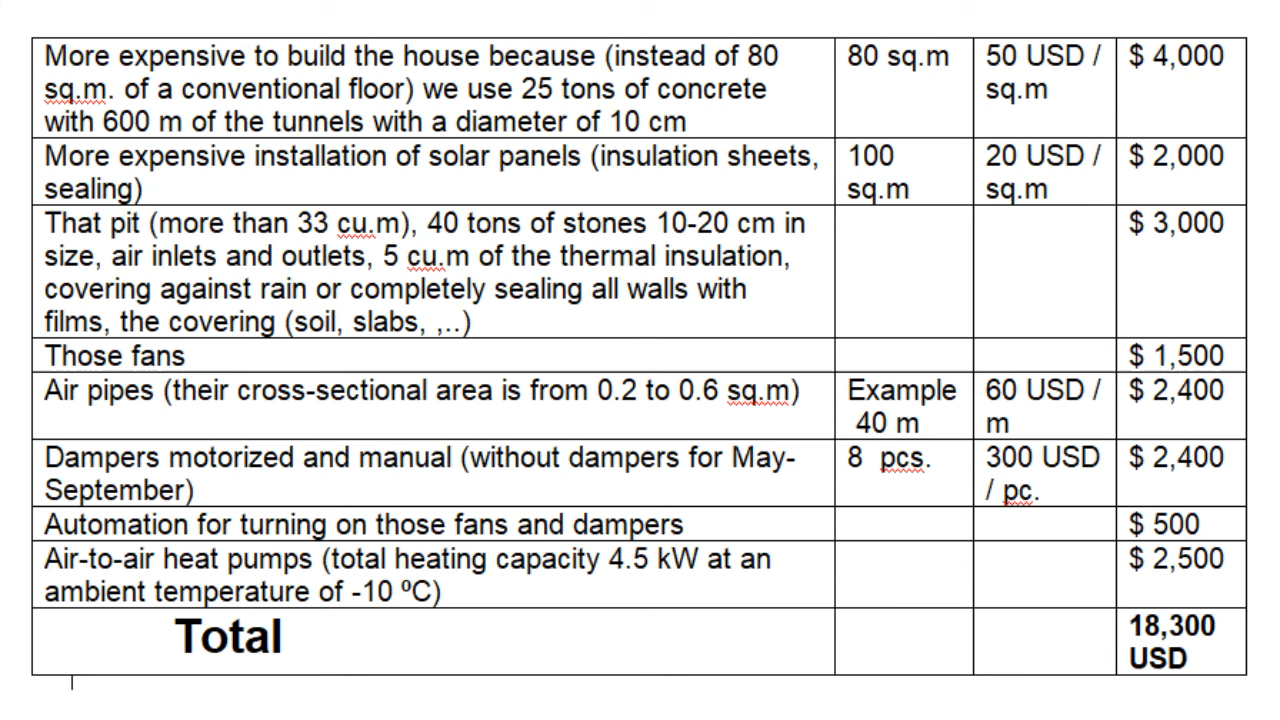 More expensive to build the house because (instead of 80 sq.m. of a conventional floor) we use 25 tons of concrete with 600 m of the tunnels with a diameter of 10 cm
80 sq.m
50 USD / sq.m
$ 4,000
More expensive installation of solar panels (insulation sheets, sealing)
100 sq.m
20 USD / sq.m
$ 2,000
That pit (more than 33 cu.m), 40 tons of stones 10-20 cm in size, air inlets and outlets, 5 cu.m of the thermal insulation, covering against rain or completely sealing all walls with films, the covering (soil, slabs, ,..)
$ 3,000
Those fans
$ 1,500
Air pipes (their cross-sectional area is from 0.2 to 0.6 sq.m)
Example 40 m
60 USD / m
$ 2,400
Dampers motorized and manual (without dampers for May-September)
8 pcs.
300 USD / pc.
$ 2,400
Automation for turning on those fans and dampers
$ 500
Air-to-air heat pumps (total heating capacity 4.5 kW at an ambient temperature of -10 ºC)
$ 2,500
Total
18,300 USD